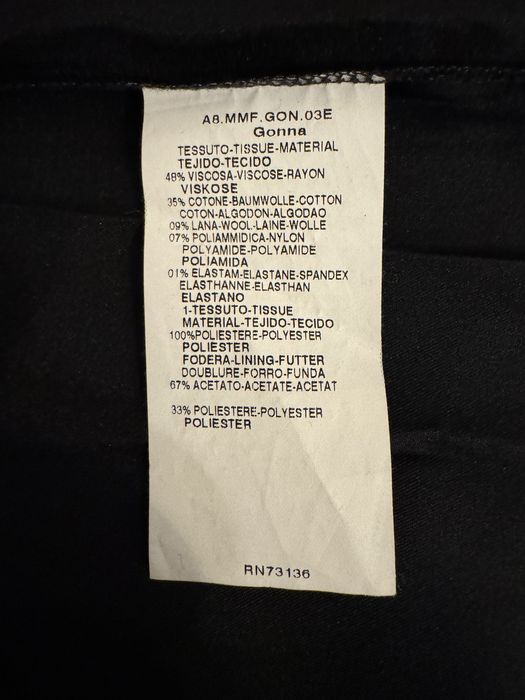 A8.MMF.GON.03E
Gonna
TESSUTO-TISSUE-MATERIAL
TEJIDO-TECIDO
48% VISCOSA-VISCOSE-RAYON
VISKOSE
35% COTONE-BAUMWOLLE-COTTON
COTON-ALGODON-ALGODAO
09% LANA-WOOL-LAINE-WOLLE
07% POLIAMMIDICA-NYLON
POLYAMIDE-POLYAMIDE
POLIAMIDA
01% ELASTAM-ELASTANE-SPANDEX
ELASTHANNE-ELASTHAN
ELASTANO
1-TESSUTO-TISSUE
MATERIAL-TEJIDO-TECIDO
100%POLIESTERE-POLYESTER
POLIESTER
FODERA-LINING-FUTTER
DOUBLURE-FORRO-FUNDA
67% ACETATO-ACETATE-ACETAT
33% POLIESTERE-POLYESTER
POLIESTER
RN73136